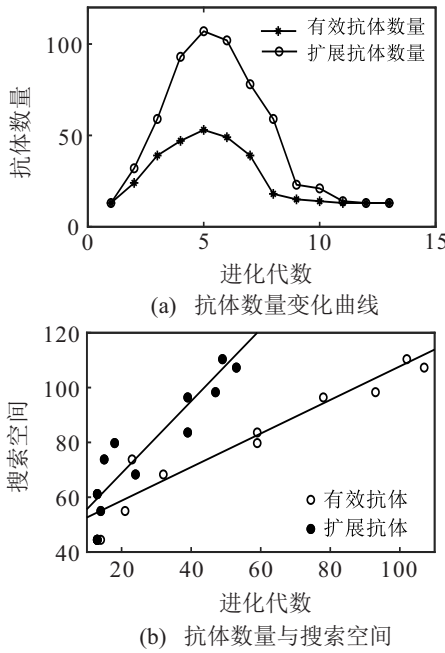 100
50
0
抗体数量
有效抗体数量
扩展抗体数量
0 5 10 15
进化代数
(a) 抗体数量变化曲线
120
100
80
60
40
搜索空间
有效抗体
扩展抗体
20 40 60 80 100
进化代数
(b) 抗体数量与搜索空间